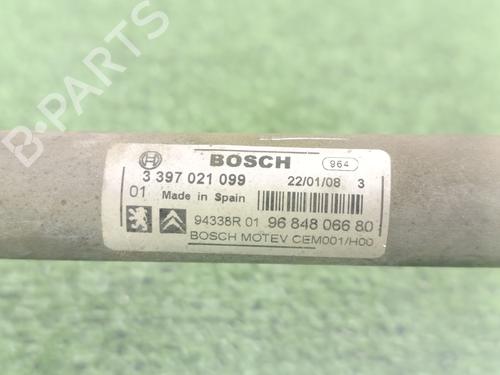 B-PARTS
BOSCH 964
3 397 021 099 22/01/08 3
01 Made in Spain
94338R 01 96 848 066 80
BOSCH MOTEV CEM001/H00